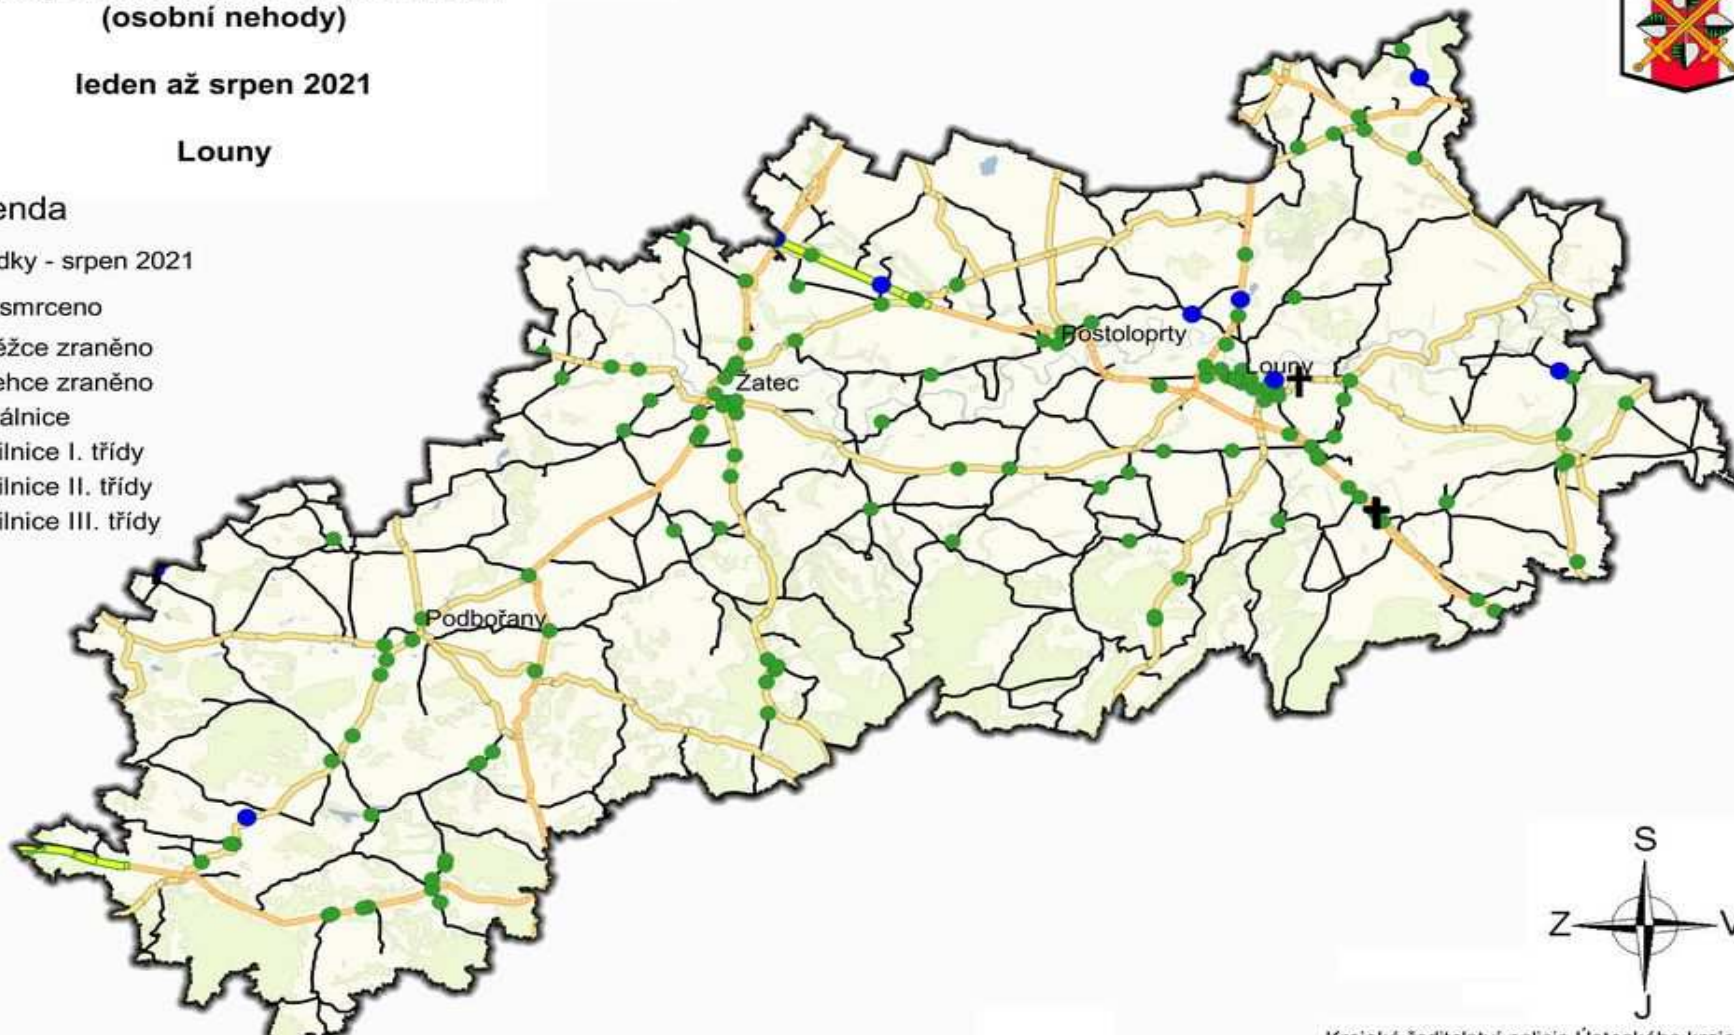 (osobní nehody)
leden až srpen 2021
Louny
enda
dky - srpen 2021
smrceno
ěžce zraněno
ehce zraněno
álnice
ilnice I. třídy
ilnice II. třídy
ilnice III. třídy
Postoloprty
Louny
Žatec
Podbořany
S
Z
V
J